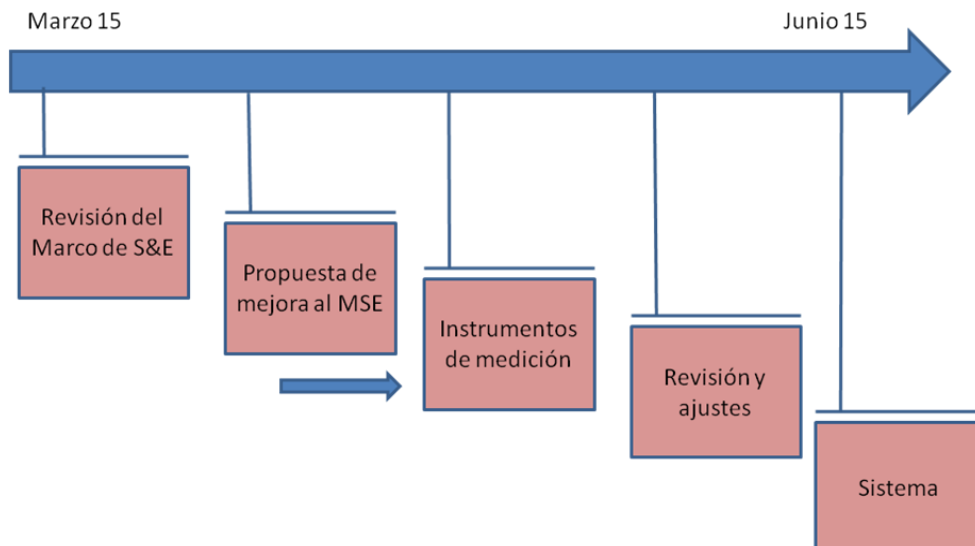 Marzo 15
Junio 15
Revisión del
Marco de S&E
Propuesta de
mejora al MSE
Instrumentos
de medición
Revisión y
ajustes
Sistema